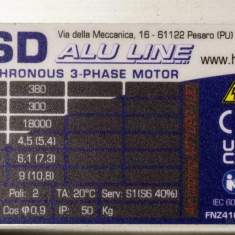 Via della Meccanica, 16 - 61122 Pesaro (PU)
SD ALU LINE
CHRONOUS 3-PHASE MOTOR
380
300
18000
4,5 (5,4)
6,1 (7,3)
9 (10,8)
Poli: 2 TA: 20°C Serv: S1(S6 40%)
Cos φ0,9 IP: 50 Kg
IEC 60
FNZ416